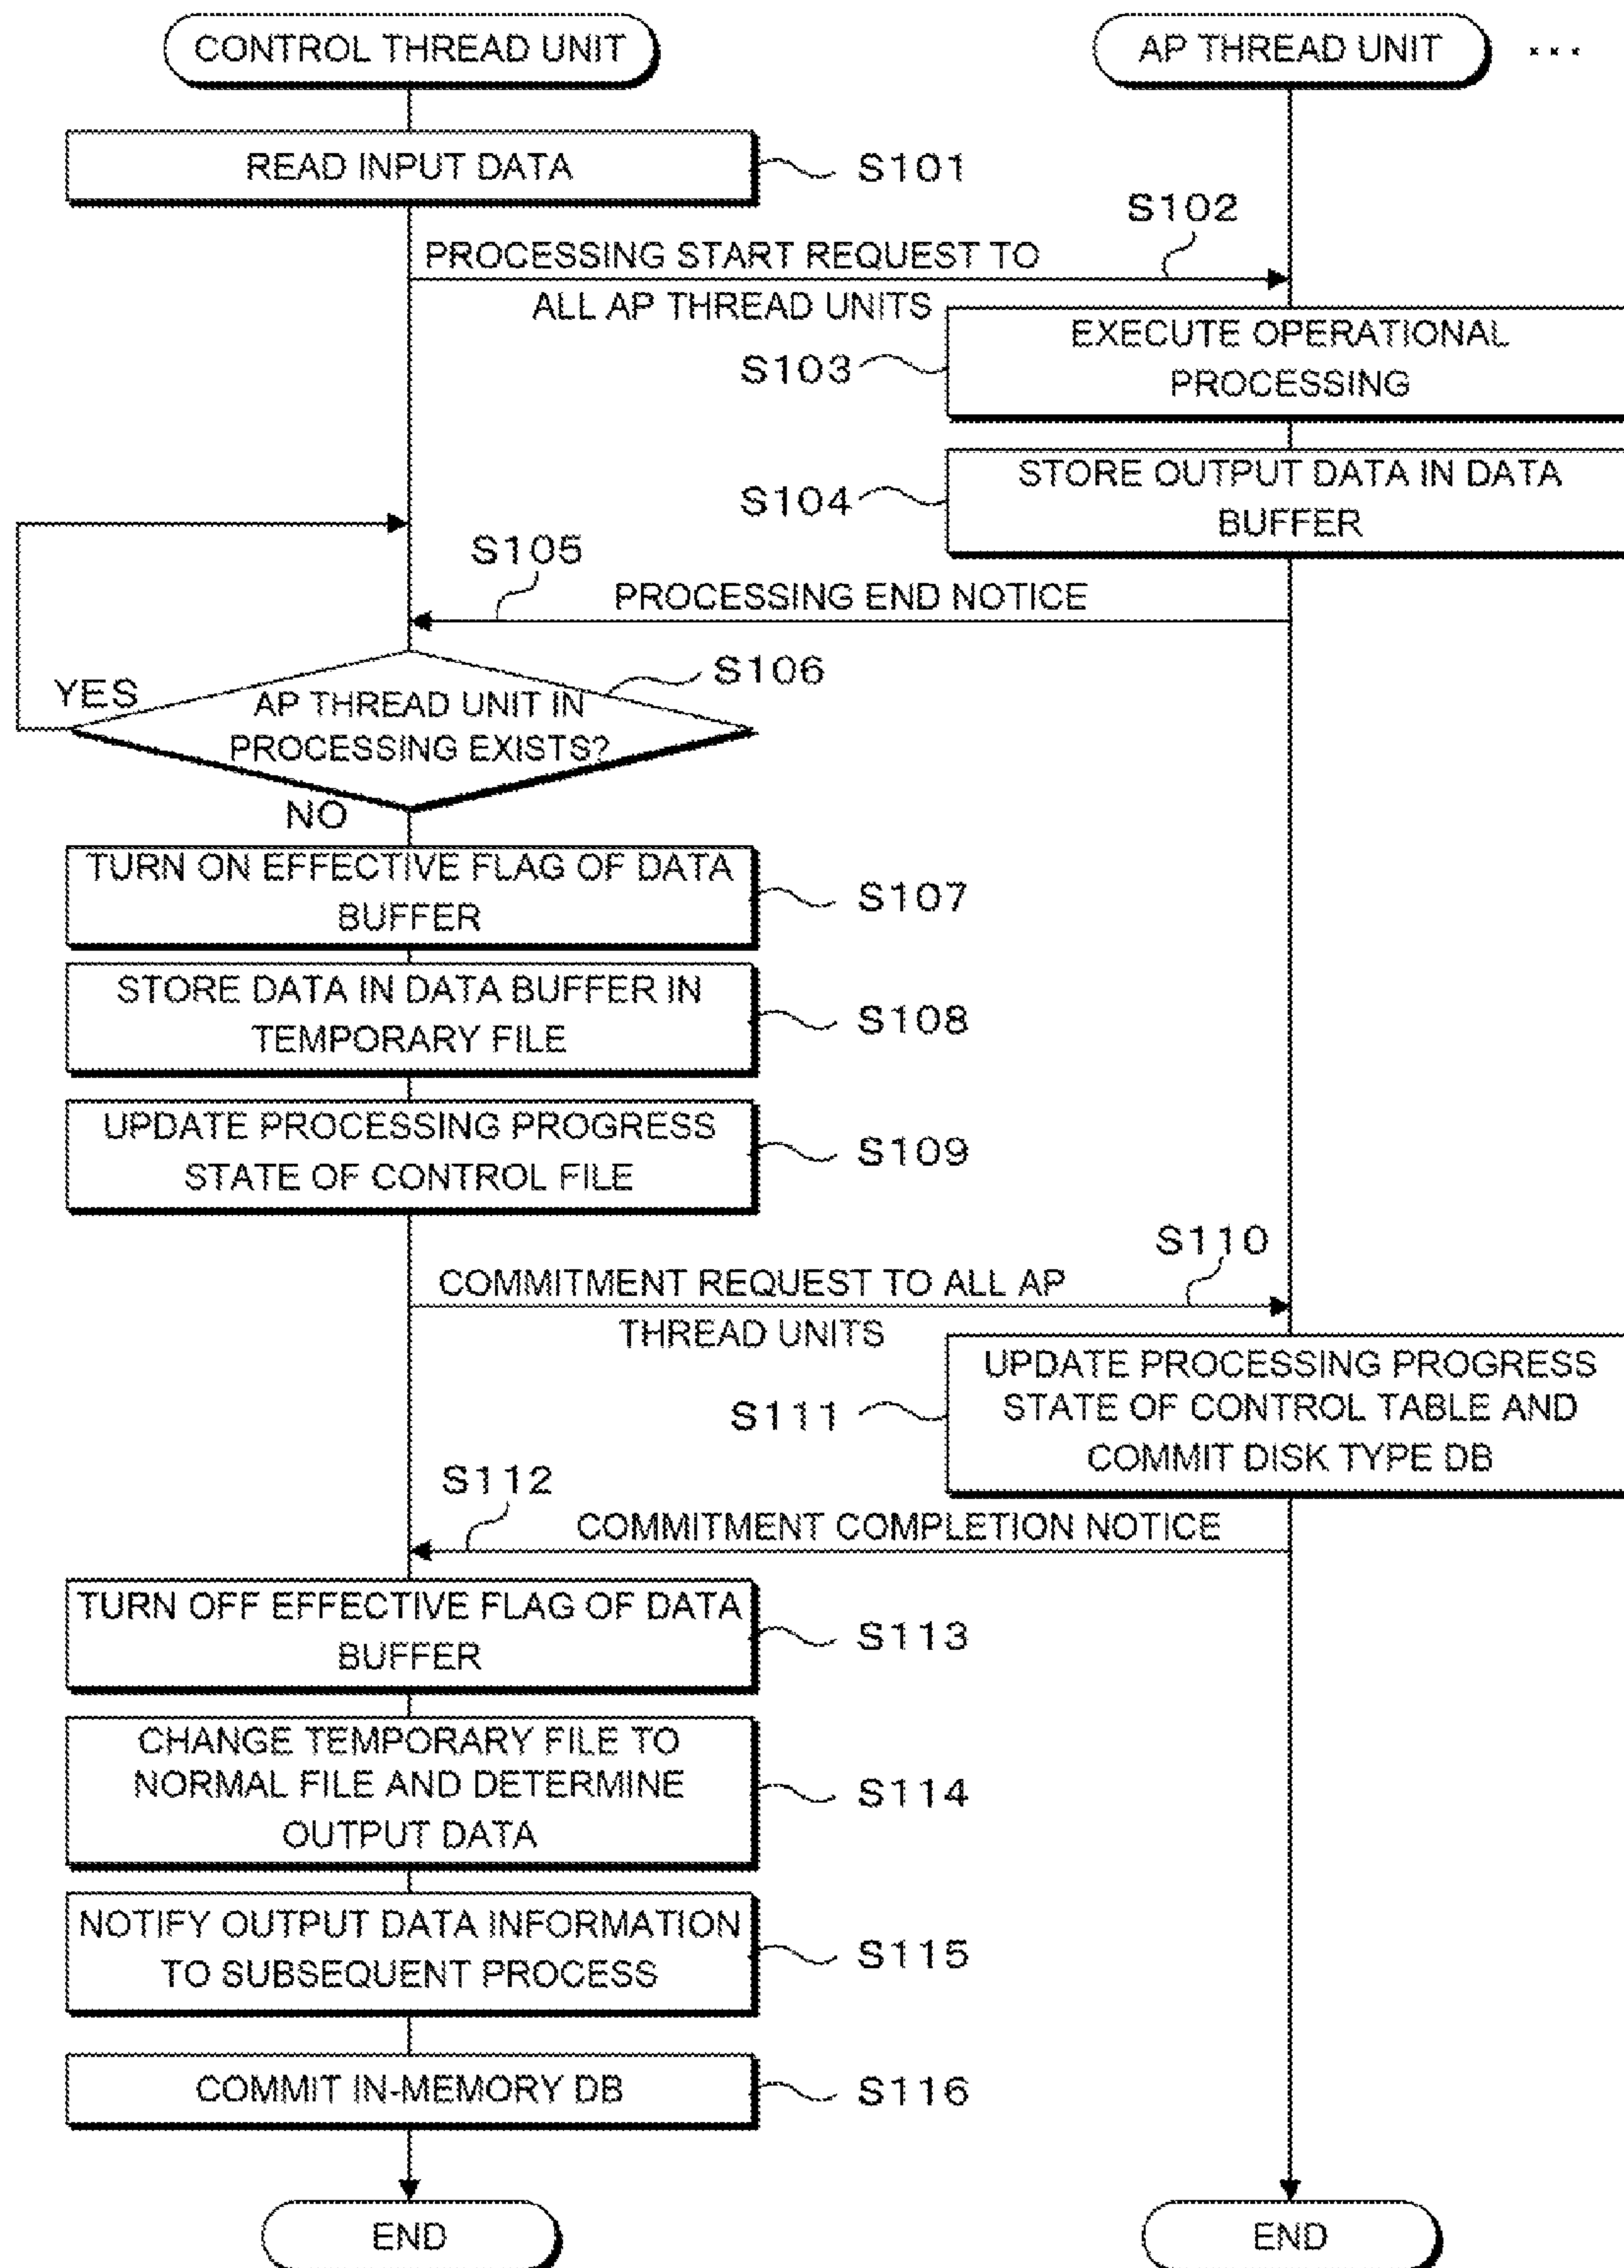 CONTROL THREAD UNIT
AP THREAD UNIT ...
READ INPUT DATA
S101
S102
PROCESSING START REQUEST TO
ALL AP THREAD UNITS
EXECUTE OPERATIONAL
PROCESSING
S103
STORE OUTPUT DATA IN DATA
BUFFER
S104
S105
PROCESSING END NOTICE
S106
YES
AP THREAD UNIT IN
PROCESSING EXISTS?
NO
TURN ON EFFECTIVE FLAG OF DATA
BUFFER
S107
STORE DATA IN DATA BUFFER IN
TEMPORARY FILE
S108
UPDATE PROCESSING PROGRESS
STATE OF CONTROL FILE
S109
S110
COMMITMENT REQUEST TO ALL AP
THREAD UNITS
UPDATE PROCESSING PROGRESS
STATE OF CONTROL TABLE AND
COMMIT DISK TYPE DB
S111
S112
COMMITMENT COMPLETION NOTICE
TURN OFF EFFECTIVE FLAG OF DATA
BUFFER
S113
CHANGE TEMPORARY FILE TO
NORMAL FILE AND DETERMINE
OUTPUT DATA
S114
NOTIFY OUTPUT DATA INFORMATION
TO SUBSEQUENT PROCESS
S115
COMMIT IN-MEMORY DB
S116
END
END